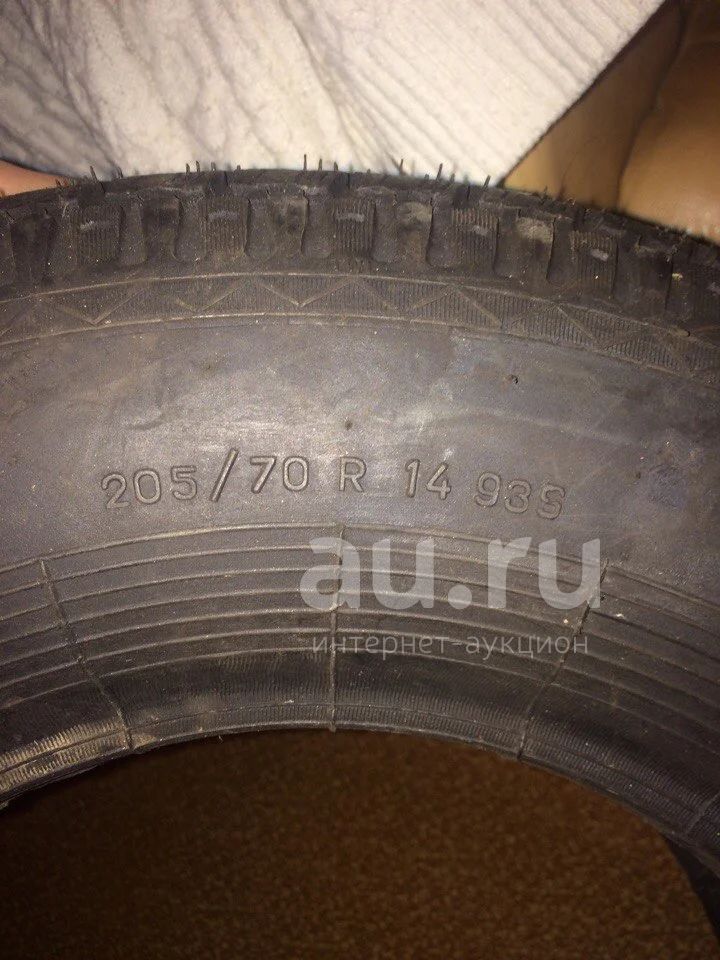 205/70 R 14 93S
au.ru
интернет-аукцион